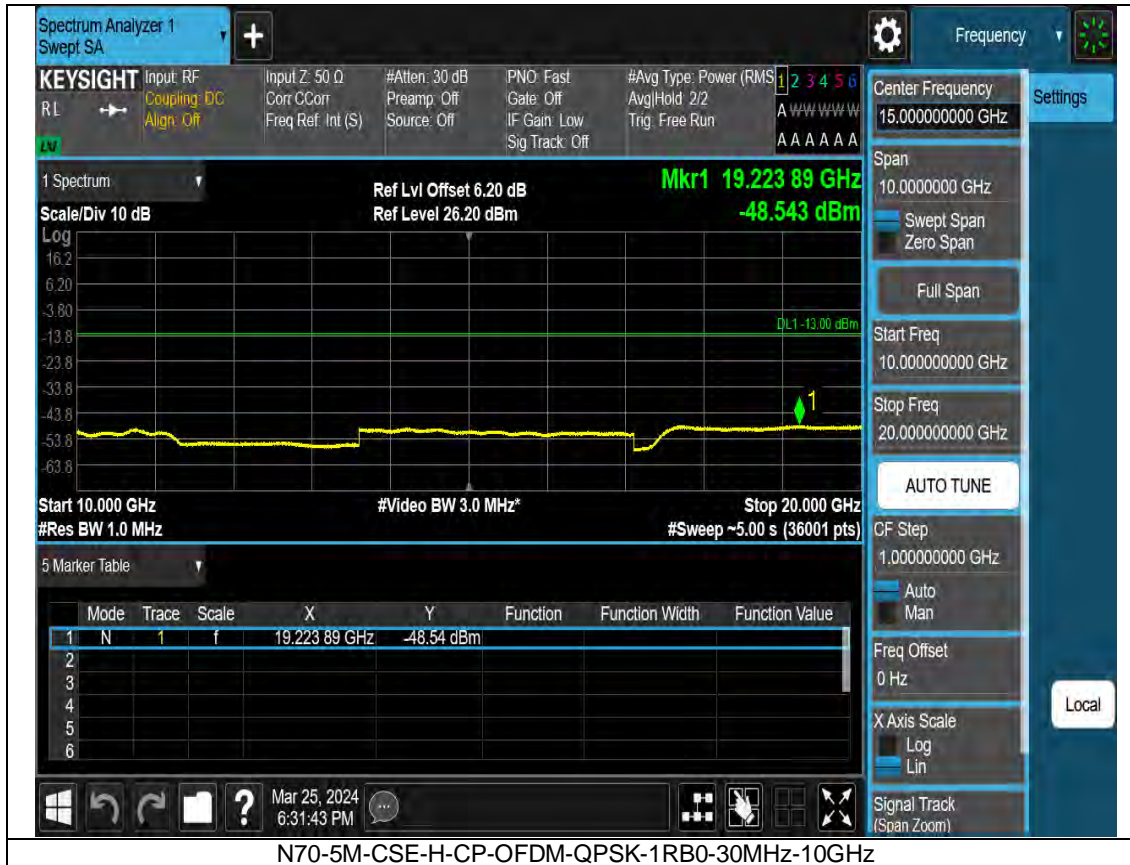 Spectrum Analyzer 1
Swept SA
+
Frequency
KEYSIGHT
RL
LXI
Input: RF
Coupling: DC
Align: Off
Input Z: 50 Ω
Corr CCorr
Freq Ref: Int (S)
#Atten: 30 dB
Preamp: Off
Source: Off
PNO: Fast
Gate: Off
IF Gain: Low
Sig Track: Off
#Avg Type: Power (RMS
Avg|Hold: 2/2
Trig: Free Run
1 2 3 4 5 6
A W W W W W
A A A A A A
1 Spectrum
Scale/Div 10 dB
Ref Lvl Offset 6.20 dB
Ref Level 26.20 dBm
Mkr1 19.223 89 GHz
-48.543 dBm
Log
16.2
6.20
-3.80
-13.8
-23.8
-33.8
-43.8
-53.8
-63.8
DL1 -13.00 dBm
1
Start 10.000 GHz
#Video BW 3.0 MHz*
Stop 20.000 GHz
#Res BW 1.0 MHz
#Sweep ~5.00 s (36001 pts)
5 Marker Table
Mode Trace Scale X Y Function Function Width Function Value
1 N 1 f 19.223 89 GHz -48.54 dBm
2
3
4
5
6
Center Frequency
15.000000000 GHz
Settings
Span
10.0000000 GHz
Swept Span
Zero Span
Full Span
Start Freq
10.000000000 GHz
Stop Freq
20.000000000 GHz
AUTO TUNE
CF Step
1.000000000 GHz
Auto
Man
Freq Offset
0 Hz
X Axis Scale
Log
Lin
Signal Track
(Span Zoom)
Local
?
Mar 25, 2024
6:31:43 PM
N70-5M-CSE-H-CP-OFDM-QPSK-1RB0-30MHz-10GHz